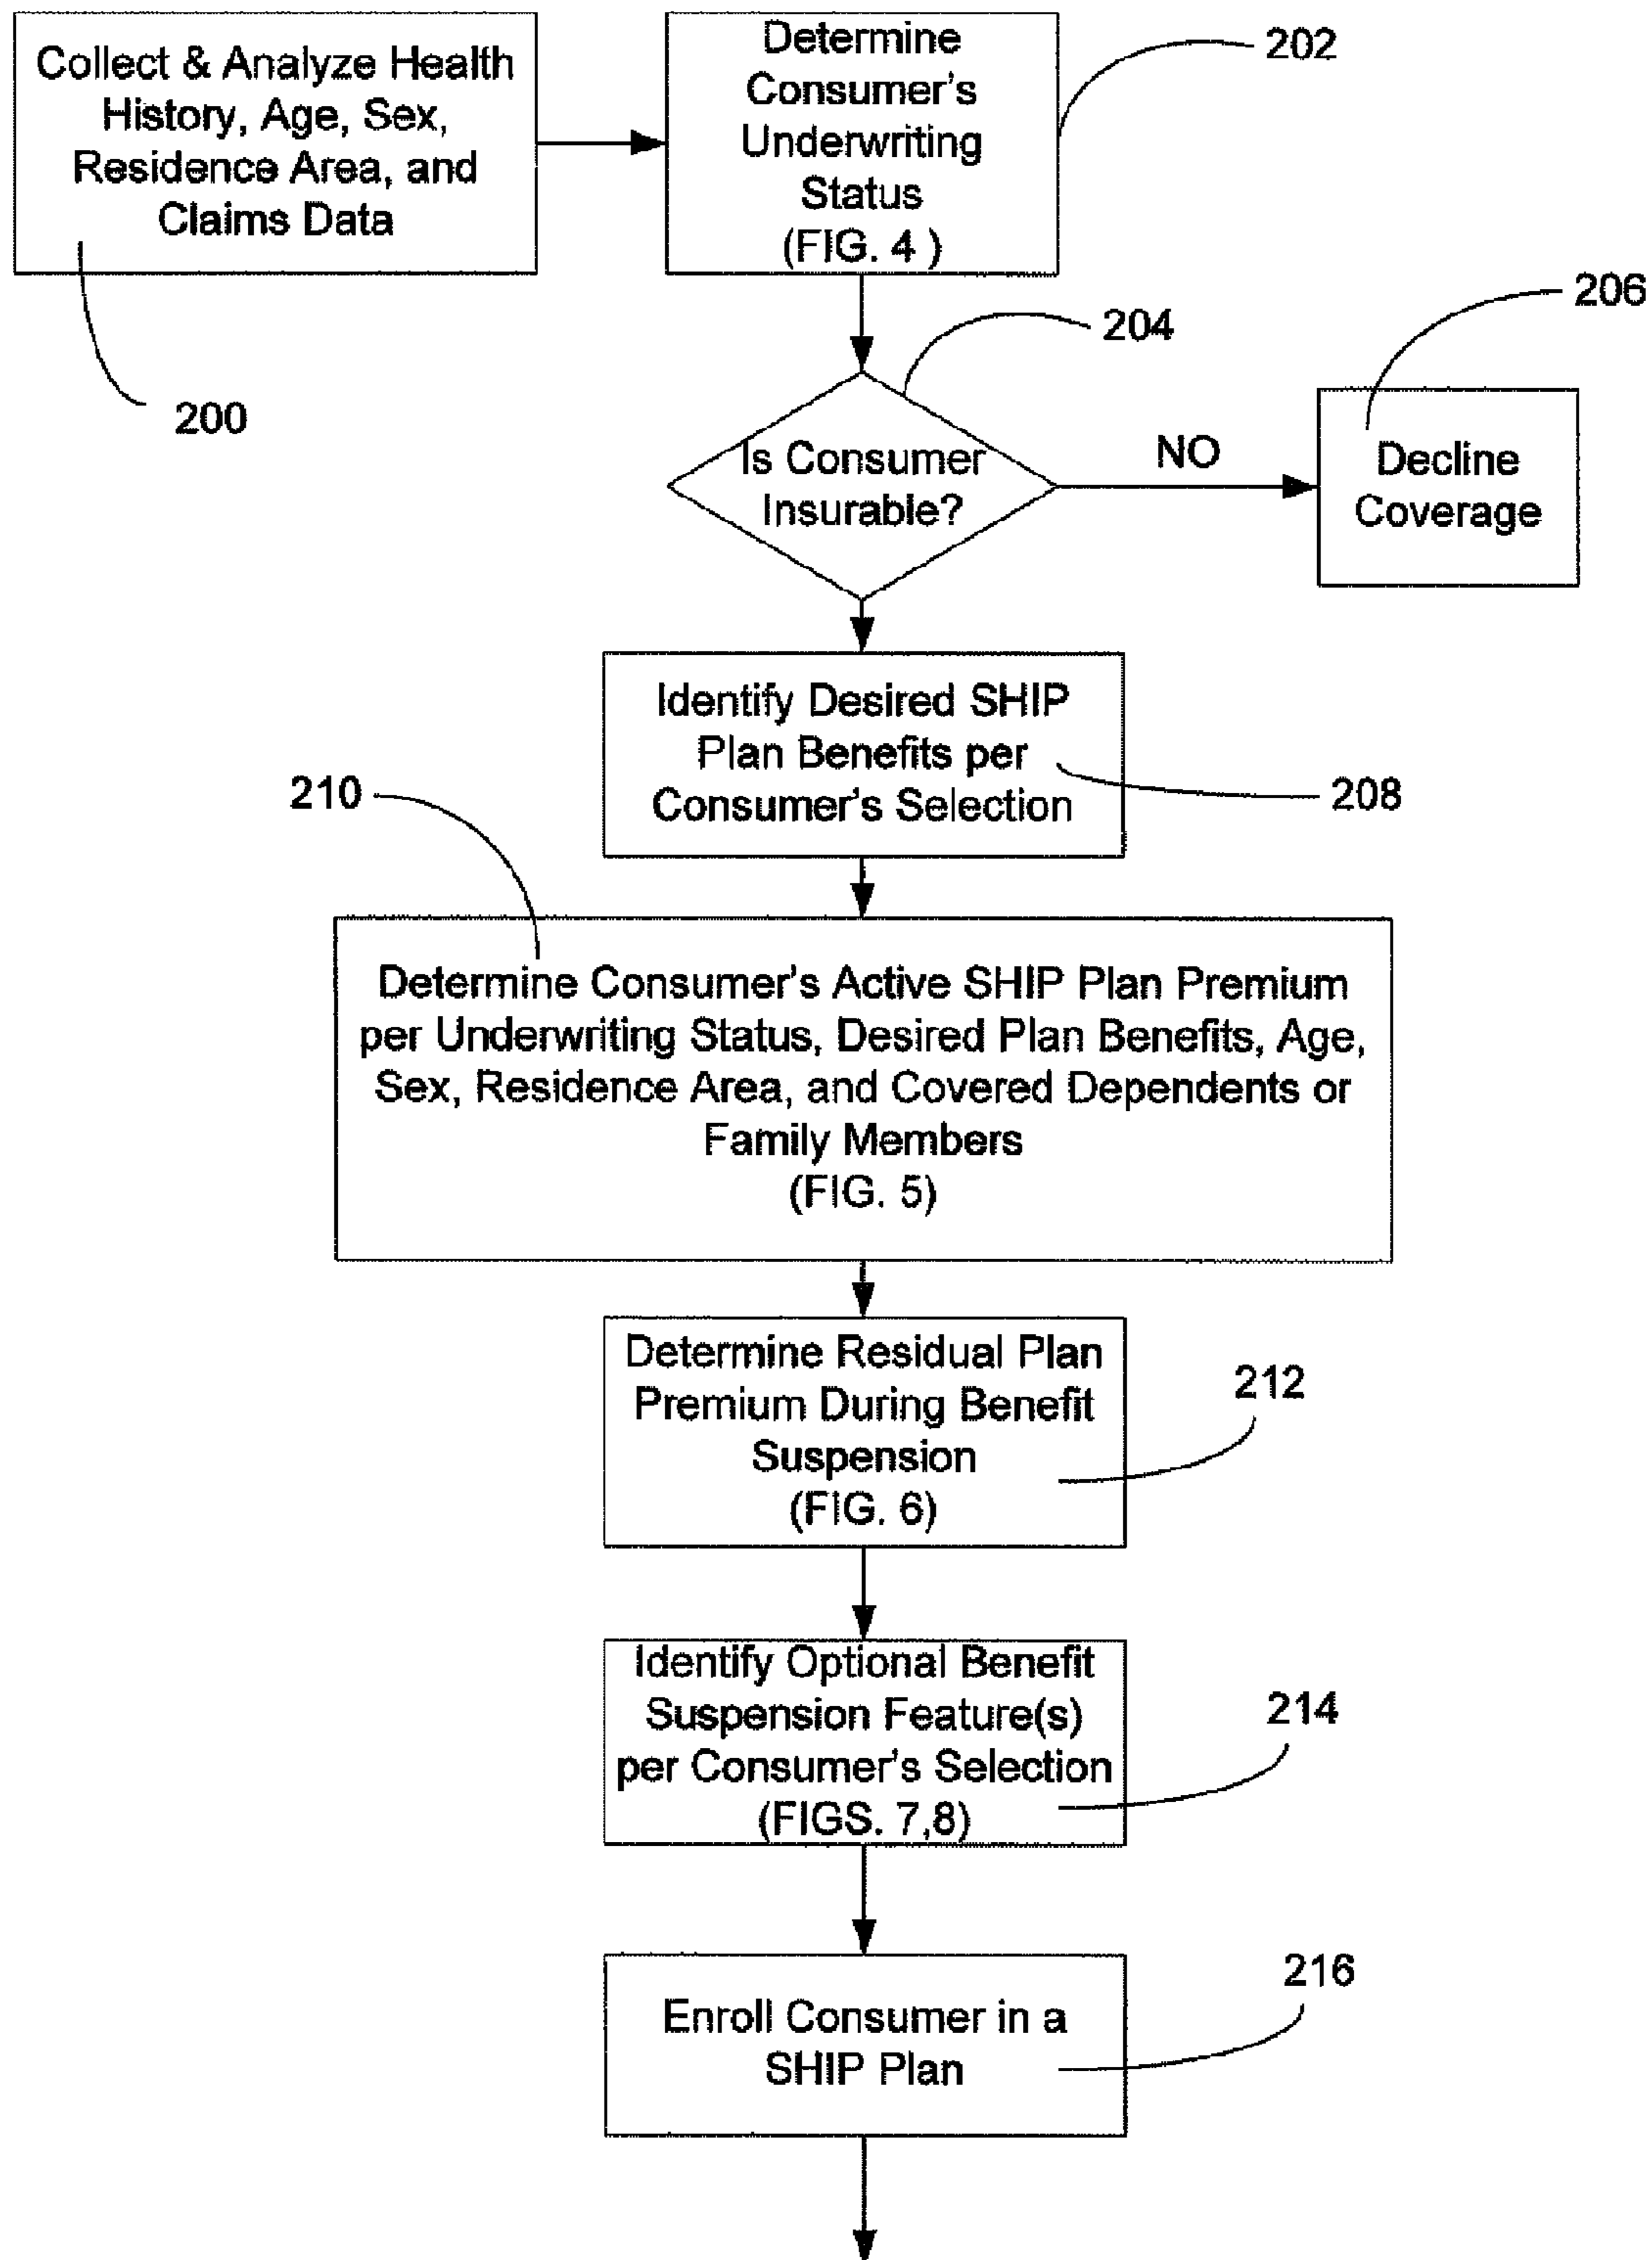 Collect & Analyze Health
History, Age, Sex,
Residence Area, and
Claims Data
200
Determine
Consumer's
Underwriting
Status
(FIG. 4 )
202
204
Is Consumer
Insurable?
NO
206
Decline
Coverage
Identify Desired SHIP
Plan Benefits per
Consumer's Selection
208
210
Determine Consumer's Active SHIP Plan Premium
per Underwriting Status, Desired Plan Benefits, Age,
Sex, Residence Area, and Covered Dependents or
Family Members
(FIG. 5)
Determine Residual Plan
Premium During Benefit
Suspension
(FIG. 6)
212
Identify Optional Benefit
Suspension Feature(s)
per Consumer's Selection
(FIGS. 7,8)
214
Enroll Consumer in a
SHIP Plan
216